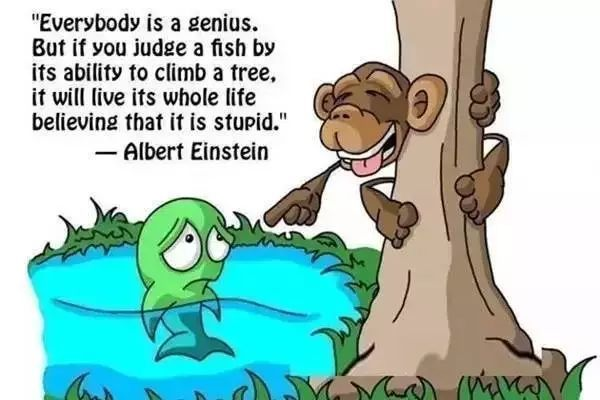 "Everybody is a genius.
But if you judge a fish by
its ability to climb a tree,
it will live its whole life
believing that it is stupid."
— Albert Einstein